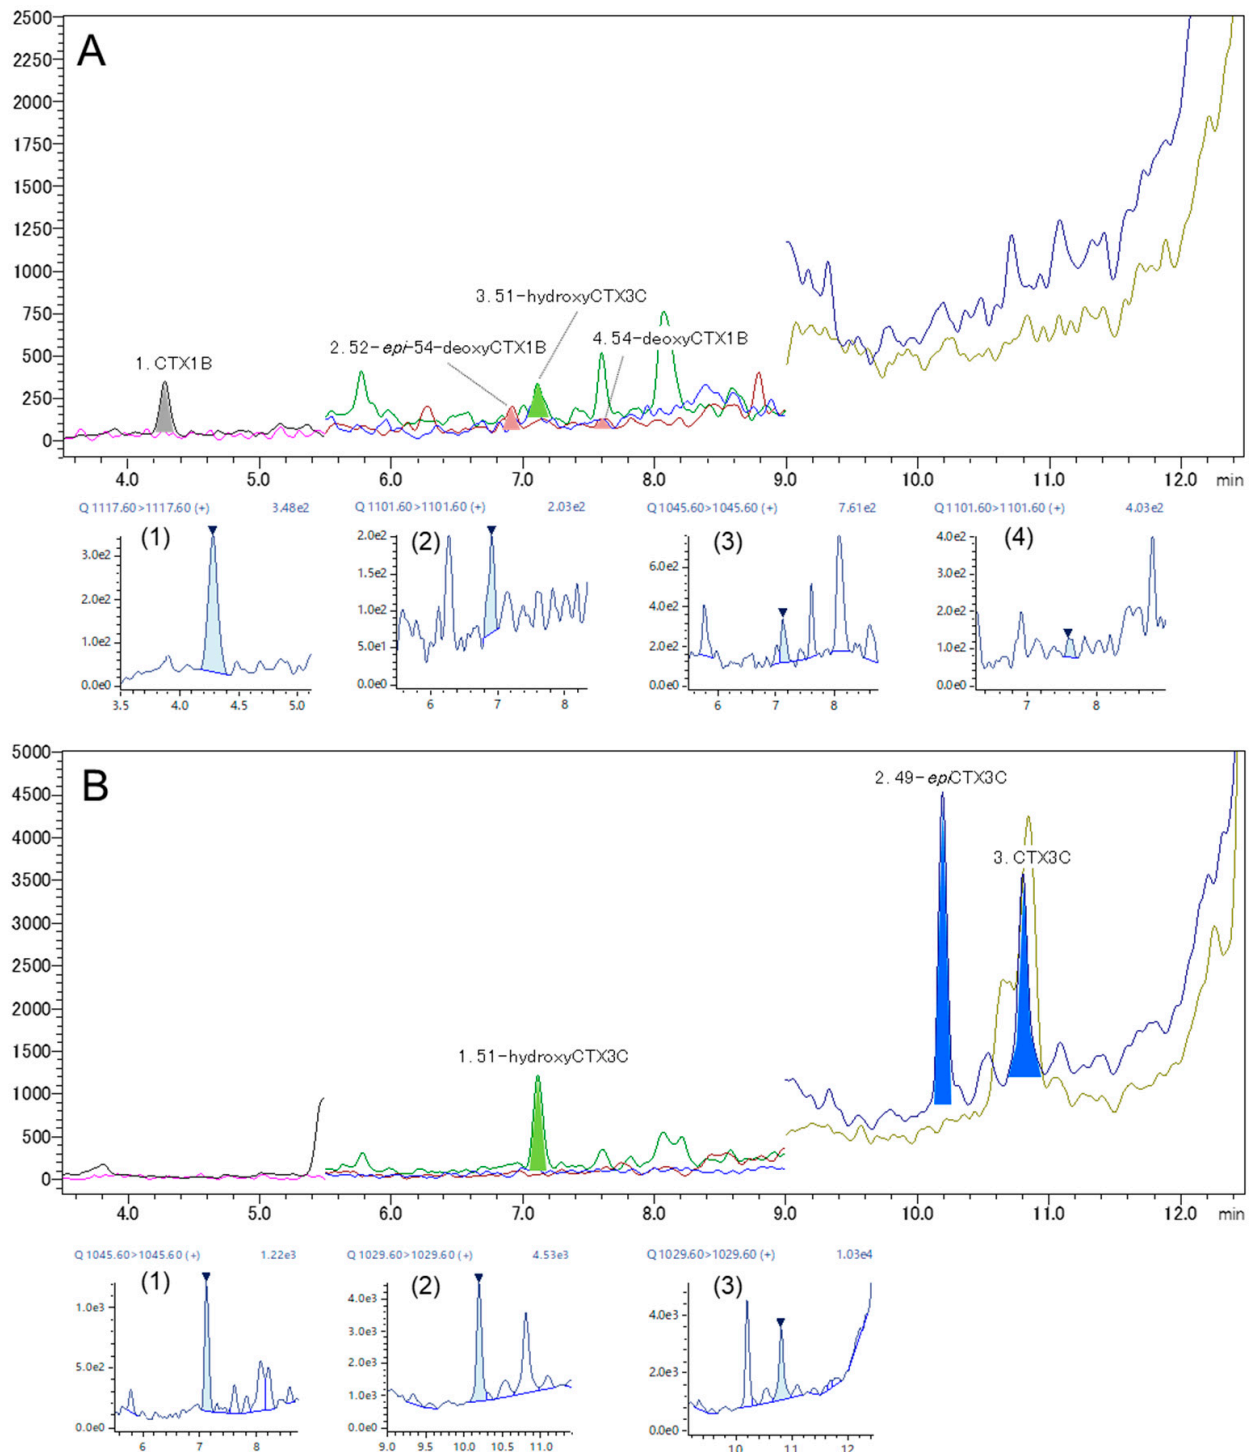 A
2500
2250
2000
1750
1500
1250
1000
750
500
250
0
3.51-hydroxyCTX3C
2.52-epi-54-deoxyCTX1B
4.54-deoxyCTX1B
1.CTX1B
4.0 5.0 6.0 7.0 8.0 9.0 10.0 11.0 12.0 min
Q 1117.60>1117.60 (+) 3.48e2
(1)
3.0e2
2.0e2
1.0e2
0.0e0
3.5 4.0 4.5 5.0
Q 1101.60>1101.60 (+) 2.03e2
(2)
2.0e2
1.5e2
1.0e2
5.0e1
0.0e0
6 7 8
Q 1045.60>1045.60 (+) 7.61e2
(3)
6.0e2
4.0e2
2.0e2
0.0e0
6 7 8
Q 1101.60>1101.60 (+) 4.03e2
(4)
4.0e2
3.0e2
2.0e2
1.0e2
0.0e0
7 8
B
5000
4500
4000
3500
3000
2500
2000
1500
1000
500
0
2.49-epiCTX3C
3.CTX3C
1.51-hydroxyCTX3C
4.0 5.0 6.0 7.0 8.0 9.0 10.0 11.0 12.0 min
Q 1045.60>1045.60 (+) 1.22e3
(1)
1.0e3
5.0e2
0.0e0
6 7 8
Q 1029.60>1029.60 (+) 4.53e3
(2)
4.0e3
3.0e3
2.0e3
1.0e3
0.0e0
9.0 9.5 10.0 10.5 11.0
Q 1029.60>1029.60 (+) 1.03e4
(3)
4.0e3
2.0e3
0.0e0
10 11 12